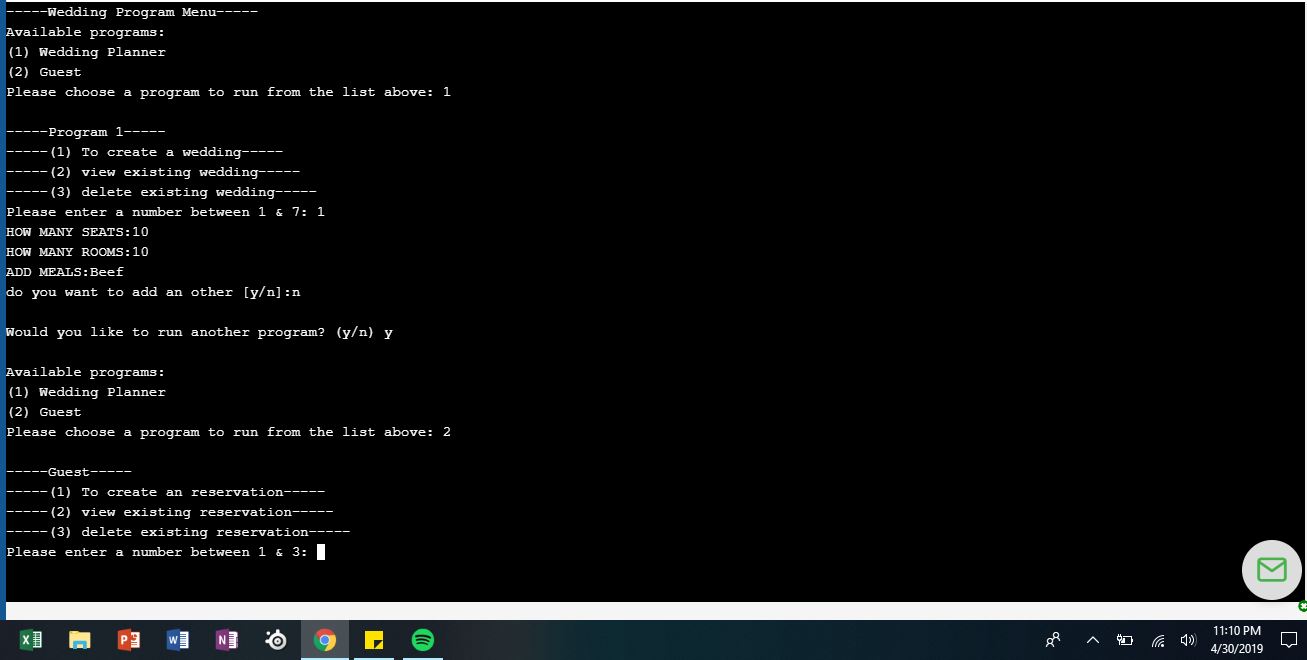 -----Wedding Program Menu-----
Available programs:
(1) Wedding Planner
(2) Guest
Please choose a program to run from the list above: 1
-----Program 1-----
-----(1) To create a wedding-----
-----(2) view existing wedding-----
-----(3) delete existing wedding-----
Please enter a number between 1 & 7: 1
HOW MANY SEATS:10
HOW MANY ROOMS:10
ADD MEALS:Beef
do you want to add an other [y/n]:n
Would you like to run another program? (y/n) y
Available programs:
(1) Wedding Planner
(2) Guest
Please choose a program to run from the list above: 2
-----Guest-----
-----(1) To create an reservation-----
-----(2) view existing reservation-----
-----(3) delete existing reservation-----
Please enter a number between 1 & 3:
11:10 PM
4/30/2019